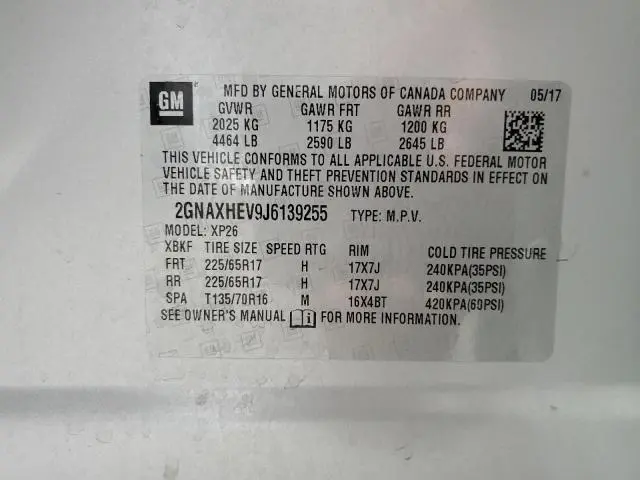 GM
MFD BY GENERAL MOTORS OF CANADA COMPANY 05/17
GVWR GAWR FRT GAWR RR
2025 KG 1175 KG 1200 KG
4464 LB 2590 LB 2645 LB
THIS VEHICLE CONFORMS TO ALL APPLICABLE U.S. FEDERAL MOTOR
VEHICLE SAFETY AND THEFT PREVENTION STANDARDS IN EFFECT ON
THE DATE OF MANUFACTURE SHOWN ABOVE.
2GNAXHEV9J6139255 TYPE: M.P.V.
MODEL: XP26
XBKF TIRE SIZE SPEED RTG RIM COLD TIRE PRESSURE
FRT 225/65R17 H 17X7J 240KPA(35PSI)
RR 225/65R17 H 17X7J 240KPA(35PSI)
SPA T135/70R16 M 16X4BT 420KPA(60PSI)
SEE OWNER'S MANUAL FOR MORE INFORMATION.